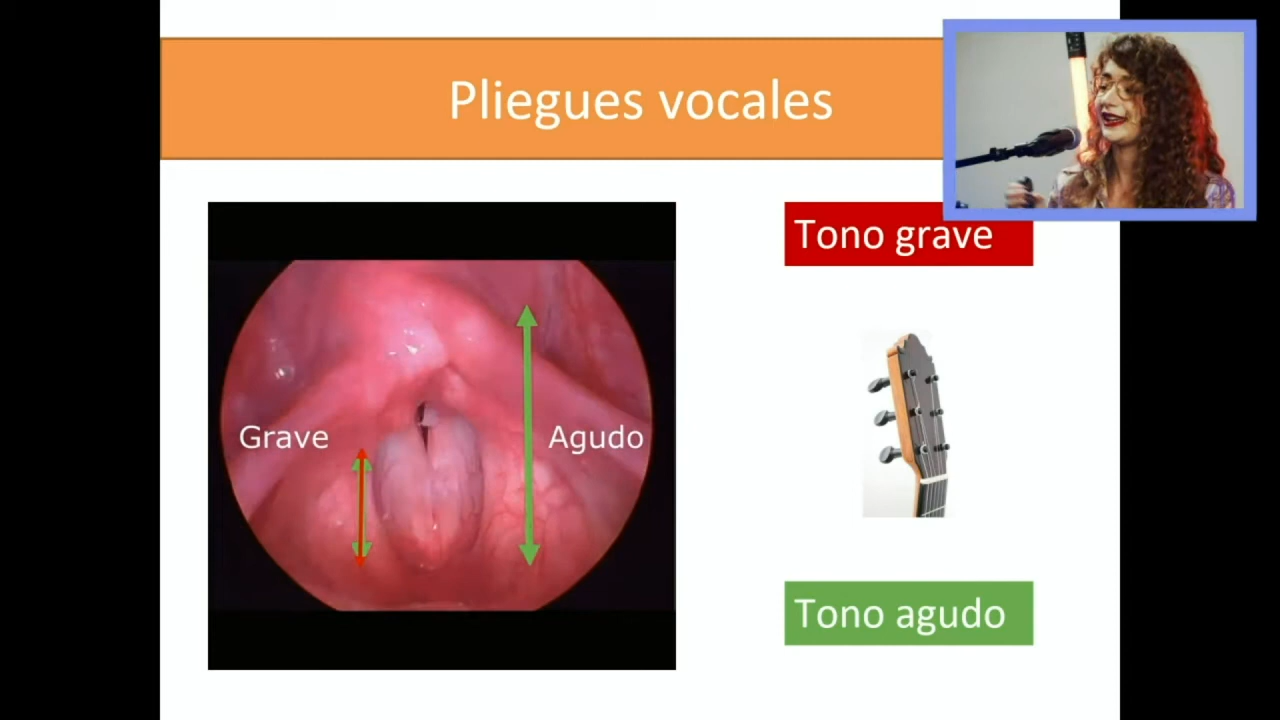 Pliegues vocales
Tono grave
Grave
Agudo
Tono agudo